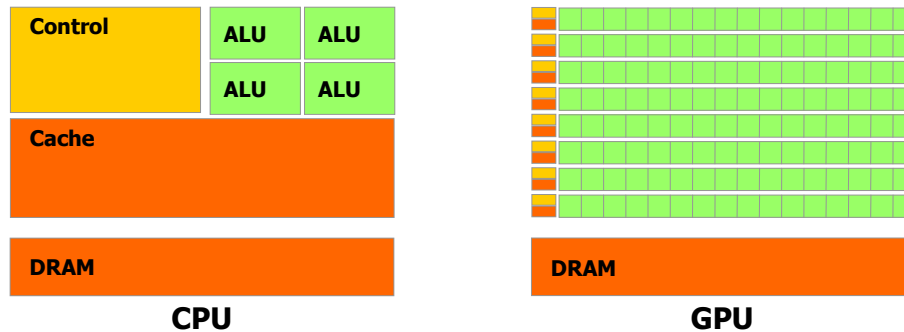 Control
ALU ALU
ALU ALU
Cache
DRAM
CPU
DRAM
GPU